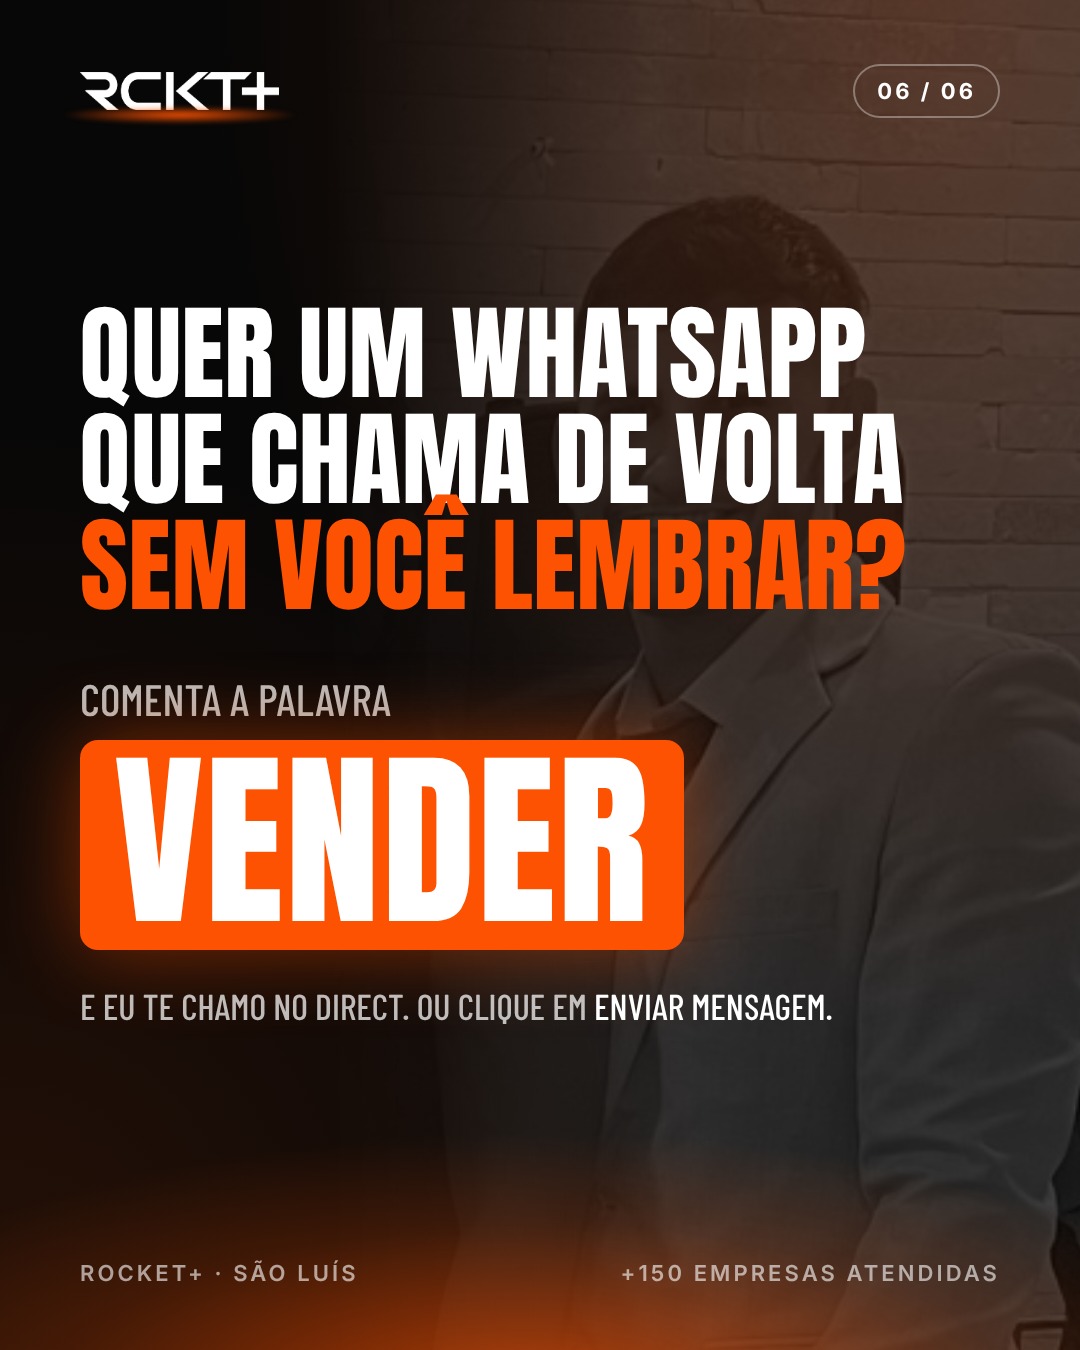 RCKT+
06 / 06
QUER UM WHATSAPP
QUE CHAMA DE VOLTA
SEM VOCÊ LEMBRAR?
COMENTA A PALAVRA
VENDER
E EU TE CHAMO NO DIRECT. OU CLIQUE EM ENVIAR MENSAGEM.
ROCKET+ · SÃO LUÍS
+150 EMPRESAS ATENDIDAS